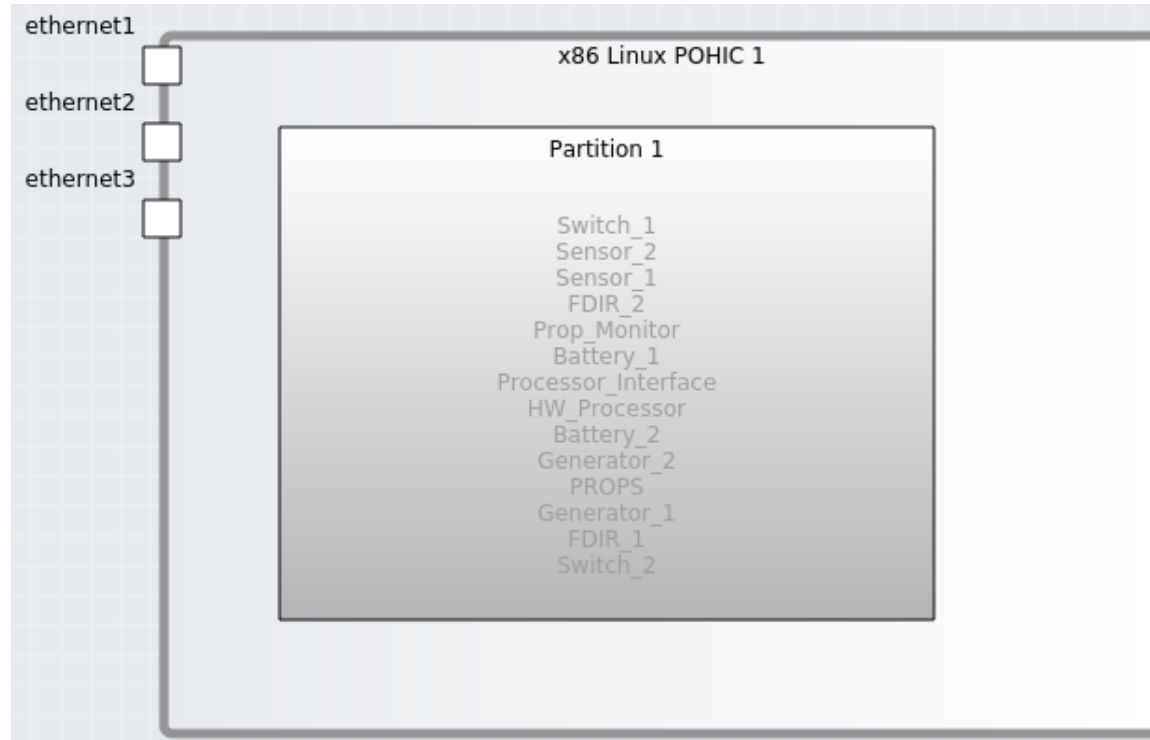 ethernet1
x86 Linux POHIC 1
ethernet2
Partition 1
ethernet3
Switch_1
Sensor_2
Sensor_1
FDIR_2
Prop_Monitor
Battery_1
Processor_Interface
HW_Processor
Battery_2
Generator_2
PROPS
Generator_1
FDIR_1
Switch_2